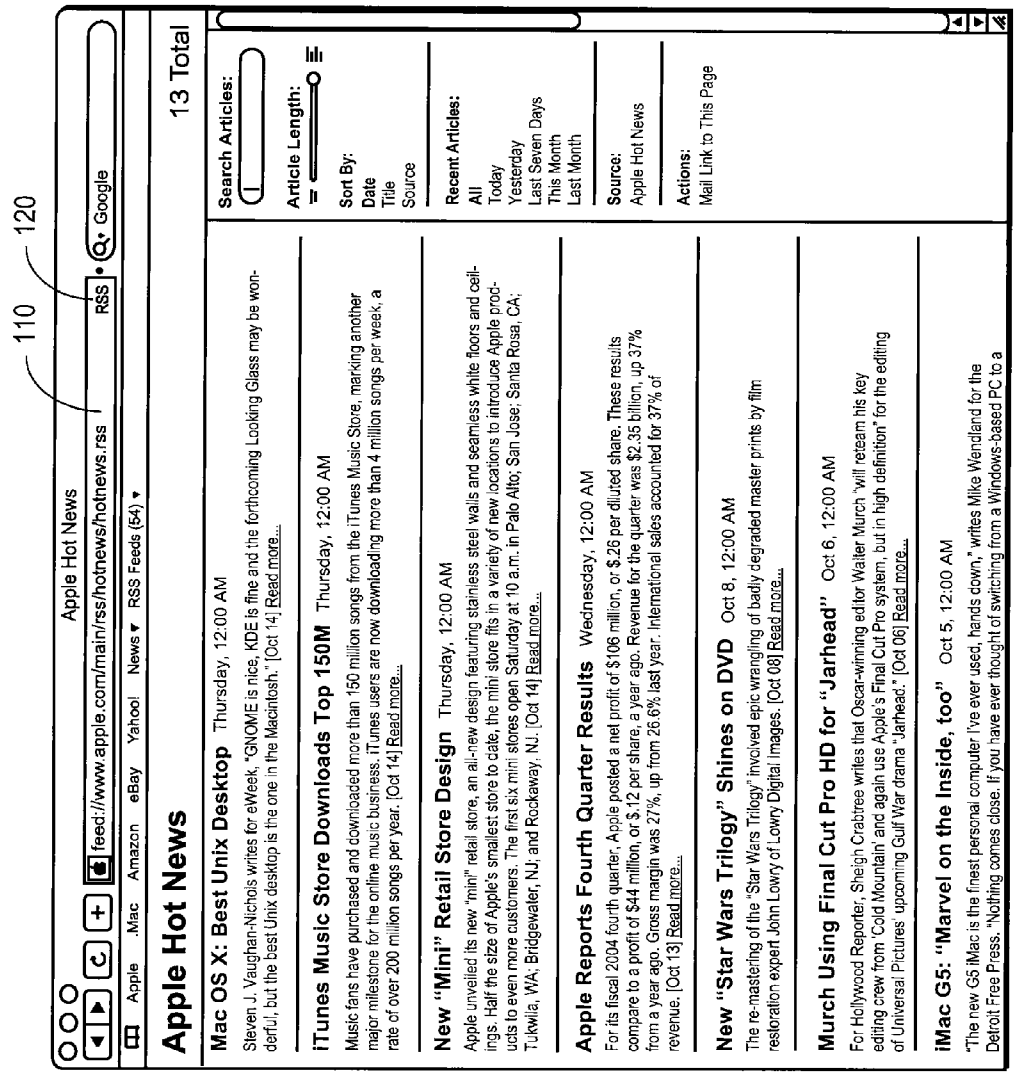 110
120
Apple Hot News
feed://www.apple.com/main/rss/hotnews/hotnews.rss
RSS
Google
Apple .Mac Amazon eBay Yahoo! News ▾ RSS Feeds (54) ▾
Apple Hot News
13 Total
Mac OS X: Best Unix Desktop Thursday, 12:00 AM
Steven J. Vaughan-Nichols writes for eWeek, "GNOME is nice, KDE is fine and the forthcoming Looking Glass may be won-
derful, but the best Unix desktop is the one in the Macintosh." [Oct 14] Read more...
iTunes Music Store Downloads Top 150M Thursday, 12:00 AM
Music fans have purchased and downloaded more than 150 million songs from the iTunes Music Store, marking another
major milestone for the online music business. iTunes users are now downloading more than 4 million songs per week, a
rate of over 200 million songs per year. [Oct 14] Read more...
New "Mini" Retail Store Design Thursday, 12:00 AM
Apple unveiled its new "mini" retail store, an all-new design featuring stainless steel walls and seamless white floors and ceil-
ings. Half the size of Apple's smallest store to date, the mini store fits in a variety of new locations to introduce Apple prod-
ucts to even more customers. The first six mini stores open Saturday at 10 a.m. in Palo Alto; San Jose; Santa Rosa, CA;
Tukwila, WA; Bridgewater, NJ; and Rockaway, NJ. [Oct 14] Read more...
Apple Reports Fourth Quarter Results Wednesday, 12:00 AM
For its fiscal 2004 fourth quarter, Apple posted a net profit of $106 million, or $.26 per diluted share. These results
compare to a profit of $44 million, or $.12 per share, a year ago. Revenue for the quarter was $2.35 billion, up 37%
from a year ago. Gross margin was 27%, up from 26.6% last year. International sales accounted for 37% of
revenue. [Oct 13] Read more...
New "Star Wars Trilogy" Shines on DVD Oct 8, 12:00 AM
The re-mastering of the "Star Wars Trilogy" involved epic wrangling of badly degraded master prints by film
restoration expert John Lowry of Lowry Digital Images. [Oct 08] Read more...
Murch Using Final Cut Pro HD for "Jarhead" Oct 6, 12:00 AM
For Hollywood Reporter, Sheigh Crabtree writes that Oscar-winning editor Walter Murch "will reteam his key
editing crew from 'Cold Mountain' and again use Apple's Final Cut Pro system, but in high definition" for the editing
of Universal Pictures' upcoming Gulf War drama "Jarhead." [Oct 06] Read more...
iMac G5: "Marvel on the Inside, too" Oct 5, 12:00 AM
"The new G5 iMac is the finest personal computer I've ever used, hands down," writes Mike Wendland for the
Detroit Free Press. "Nothing comes close. If you have ever thought of switching from a Windows-based PC to a
Search Articles:
Article Length:
Sort By:
Date
Title
Source
Recent Articles:
All
Today
Yesterday
Last Seven Days
This Month
Last Month
Source:
Apple Hot News
Actions:
Mail Link to This Page